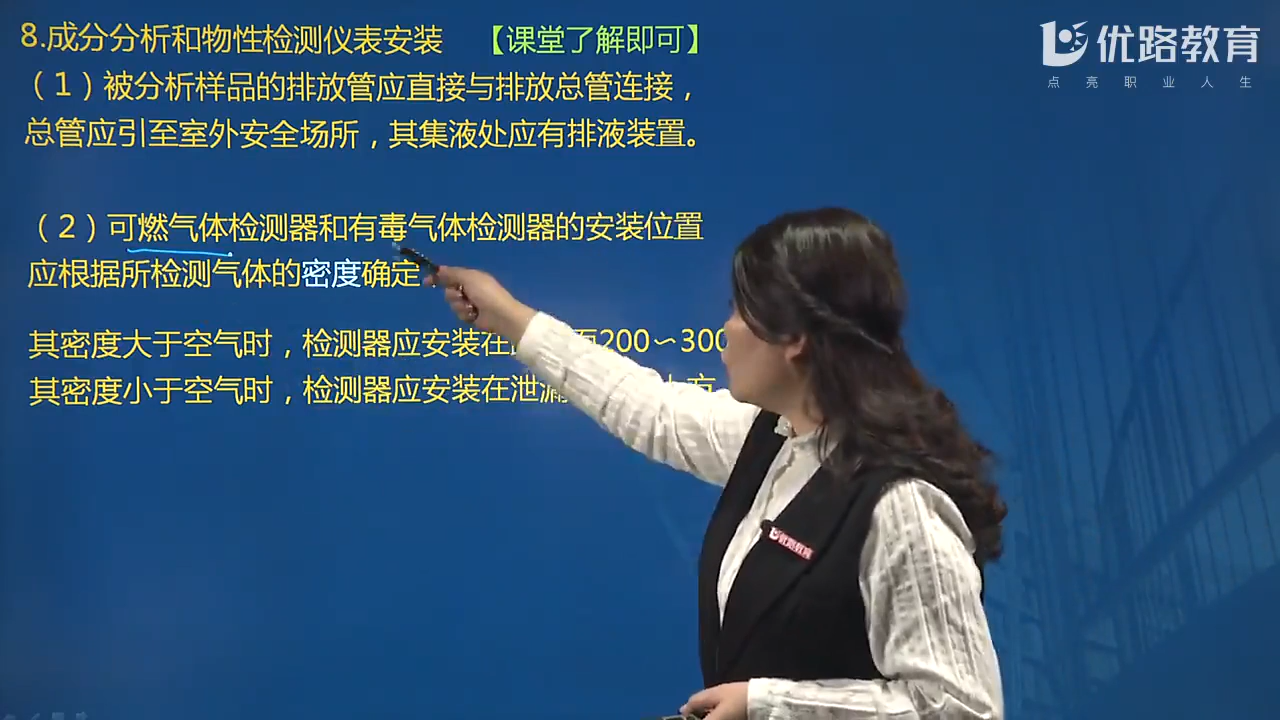 8.成分分析和物性检测仪表安装 【课堂了解即可】
（1）被分析样品的排放管应直接与排放总管连接，
总管应引至室外安全场所，其集液处应有排液装置。
（2）可燃气体检测器和有毒气体检测器的安装位置
应根据所检测气体的密度确定
其密度大于空气时，检测器应安装在 200～300
其密度小于空气时，检测器应安装在泄漏
优路教育
点亮职业人生
优路教育